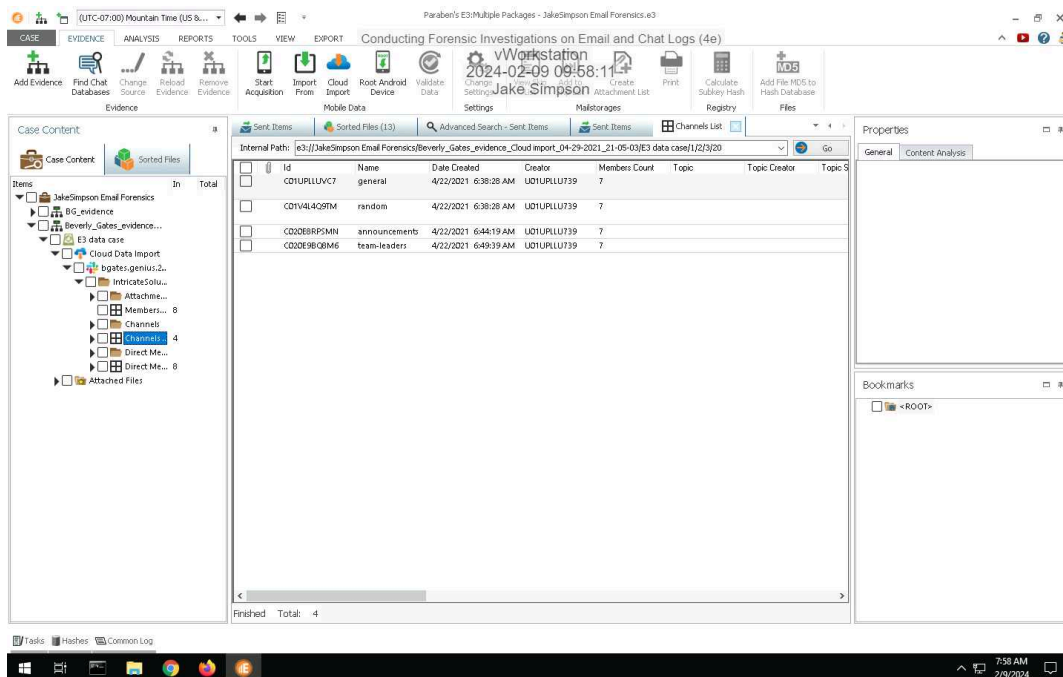 (UTC-07:00) Mountain Time (US &...
Paraben's E3:Multiple Packages - JakeSimpson Email Forensics.e3
CASE EVIDENCE ANALYSIS REPORTS TOOLS VIEW EXPORT
Conducting Forensic Investigations on Email and Chat Logs (4e)
vWorkstation
2024-02-09 09:58:11
Jake Simpson
Add Evidence
Find Chat Databases
Change Source
Reload Evidence
Remove Evidence
Start Acquisition
Import From
Cloud Import
Root Android Device
Validate Data
Change Settings
Add to
Create Attachment List
Print
Calculate Subkey Hash
MD5
Add File MD5 to Hash Database
Evidence Mobile Data Settings Mailstorages Registry Files
Case Content
Case Content Sorted Files
Items In Total
JakeSimpson Email Forensics
BG_evidence
Beverly_Gates_evidence...
E3 data case
Cloud Data Import
bgates.genius.2...
IntricateSolu...
Attachme...
Members... 8
Channels
Channels... 4
Direct Me...
Direct Me... 8
Attached Files
Sent Items Sorted Files (13) Advanced Search - Sent Items Sent Items Channels List
Internal Path: e3://JakeSimpson Email Forensics/Beverly_Gates_evidence_Cloud import_04-29-2021_21-05-03/E3 data case/1/2/3/20 Go
Id Name Date Created Creator Members Count Topic Topic Creator Topic S
C01UPLLUVC7 general 4/22/2021 6:38:28 AM U01UPLLU739 7
C01V4L4Q9TM random 4/22/2021 6:38:28 AM U01UPLLU739 7
C020EBRPSMN announcements 4/22/2021 6:44:19 AM U01UPLLU739 7
C020E9BQBM6 team-leaders 4/22/2021 6:49:39 AM U01UPLLU739 7
Finished Total: 4
Properties
General Content Analysis
Bookmarks
<ROOT>
Tasks Hashes Common Log
7:58 AM
2/9/2024